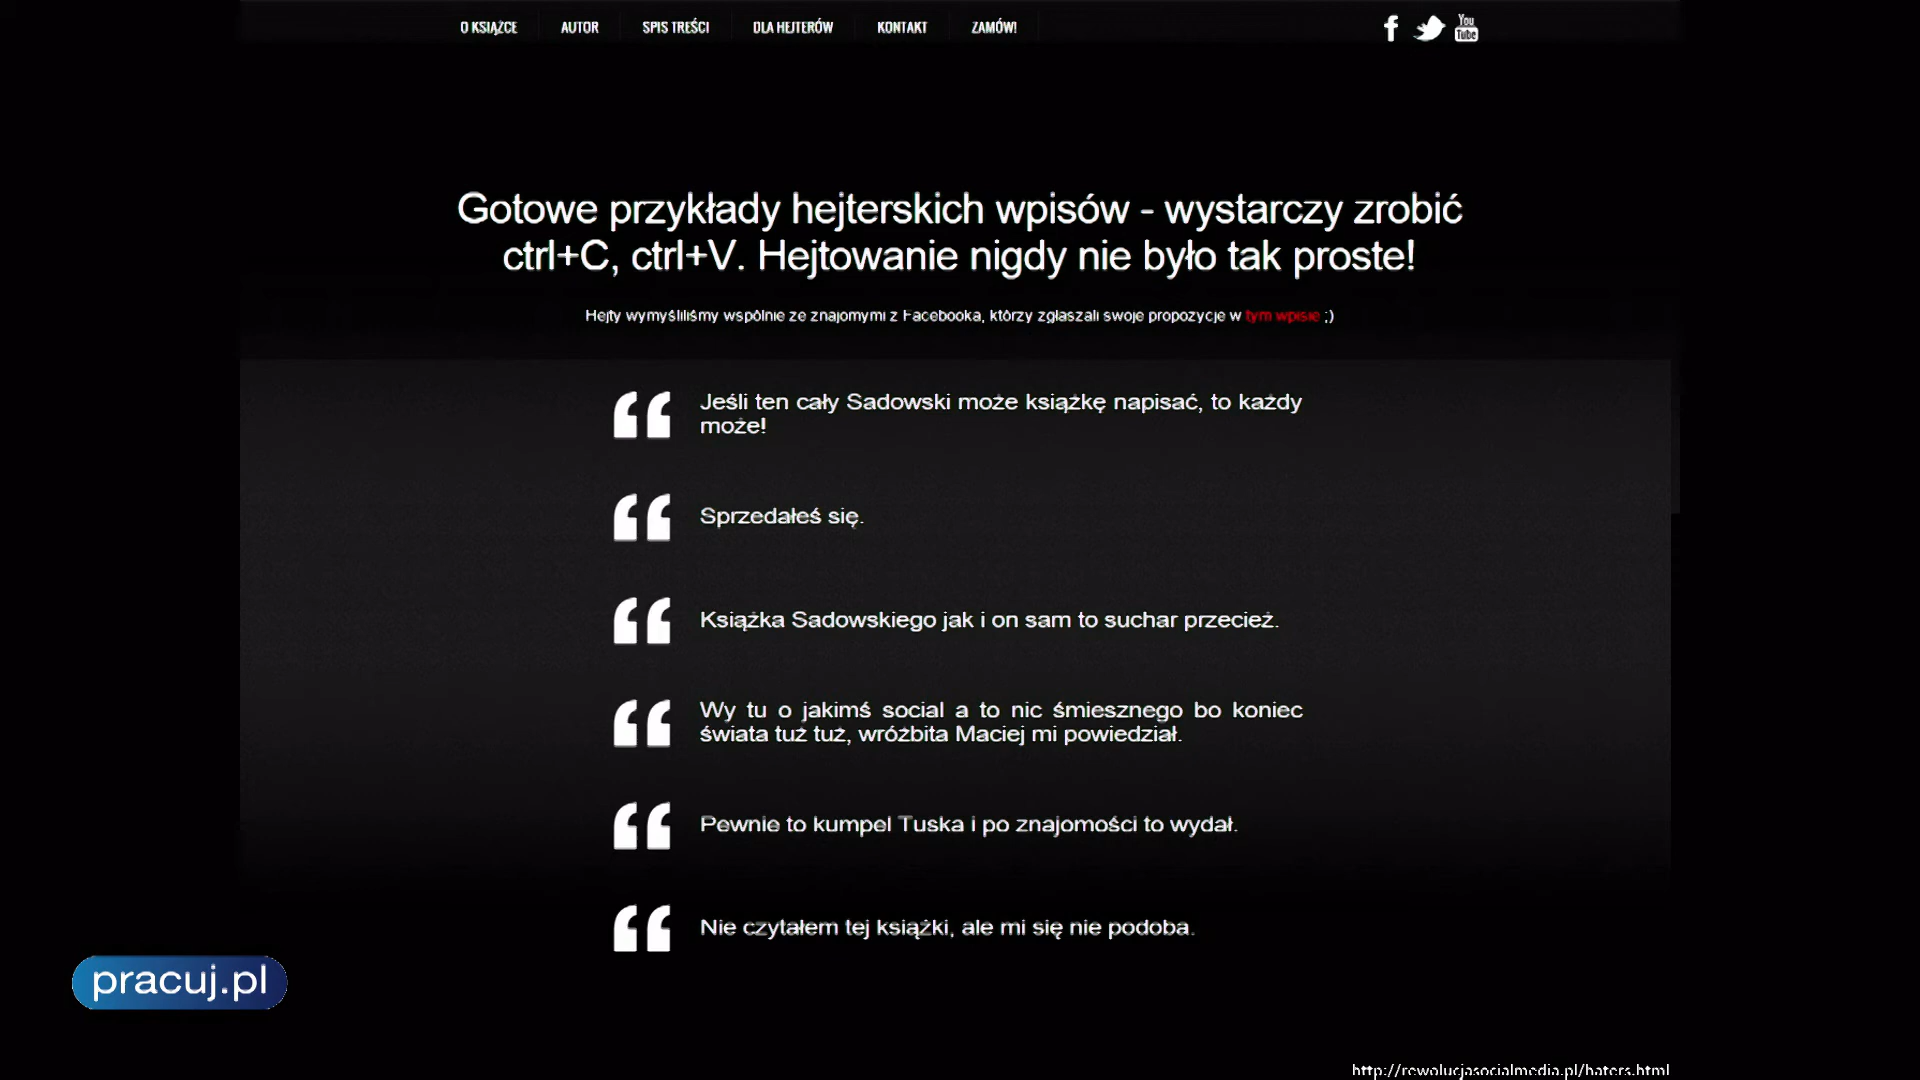 O KSIĄŻCE AUTOR SPIS TREŚCI DLA HEJTERÓW KONTAKT ZAMÓW!
You
Tube
Gotowe przykłady hejterskich wpisów - wystarczy zrobić
ctrl+C, ctrl+V. Hejtowanie nigdy nie było tak proste!
Hejty wymyśliliśmy wspólnie ze znajomymi z Facebooka, którzy zgłaszali swoje propozycje w tym wpisie ;)
Jeśli ten cały Sadowski może książkę napisać, to każdy
może!
Sprzedałeś się.
Książka Sadowskiego jak i on sam to suchar przecież.
Wy tu o jakimś social a to nic śmiesznego bo koniec
świata tuż tuż, wróżbita Maciej mi powiedział.
Pewnie to kumpel Tuska i po znajomości to wydał.
Nie czytałem tej książki, ale mi się nie podoba.
pracuj.pl
http://rewolucjasocialmedia.pl/haters.html